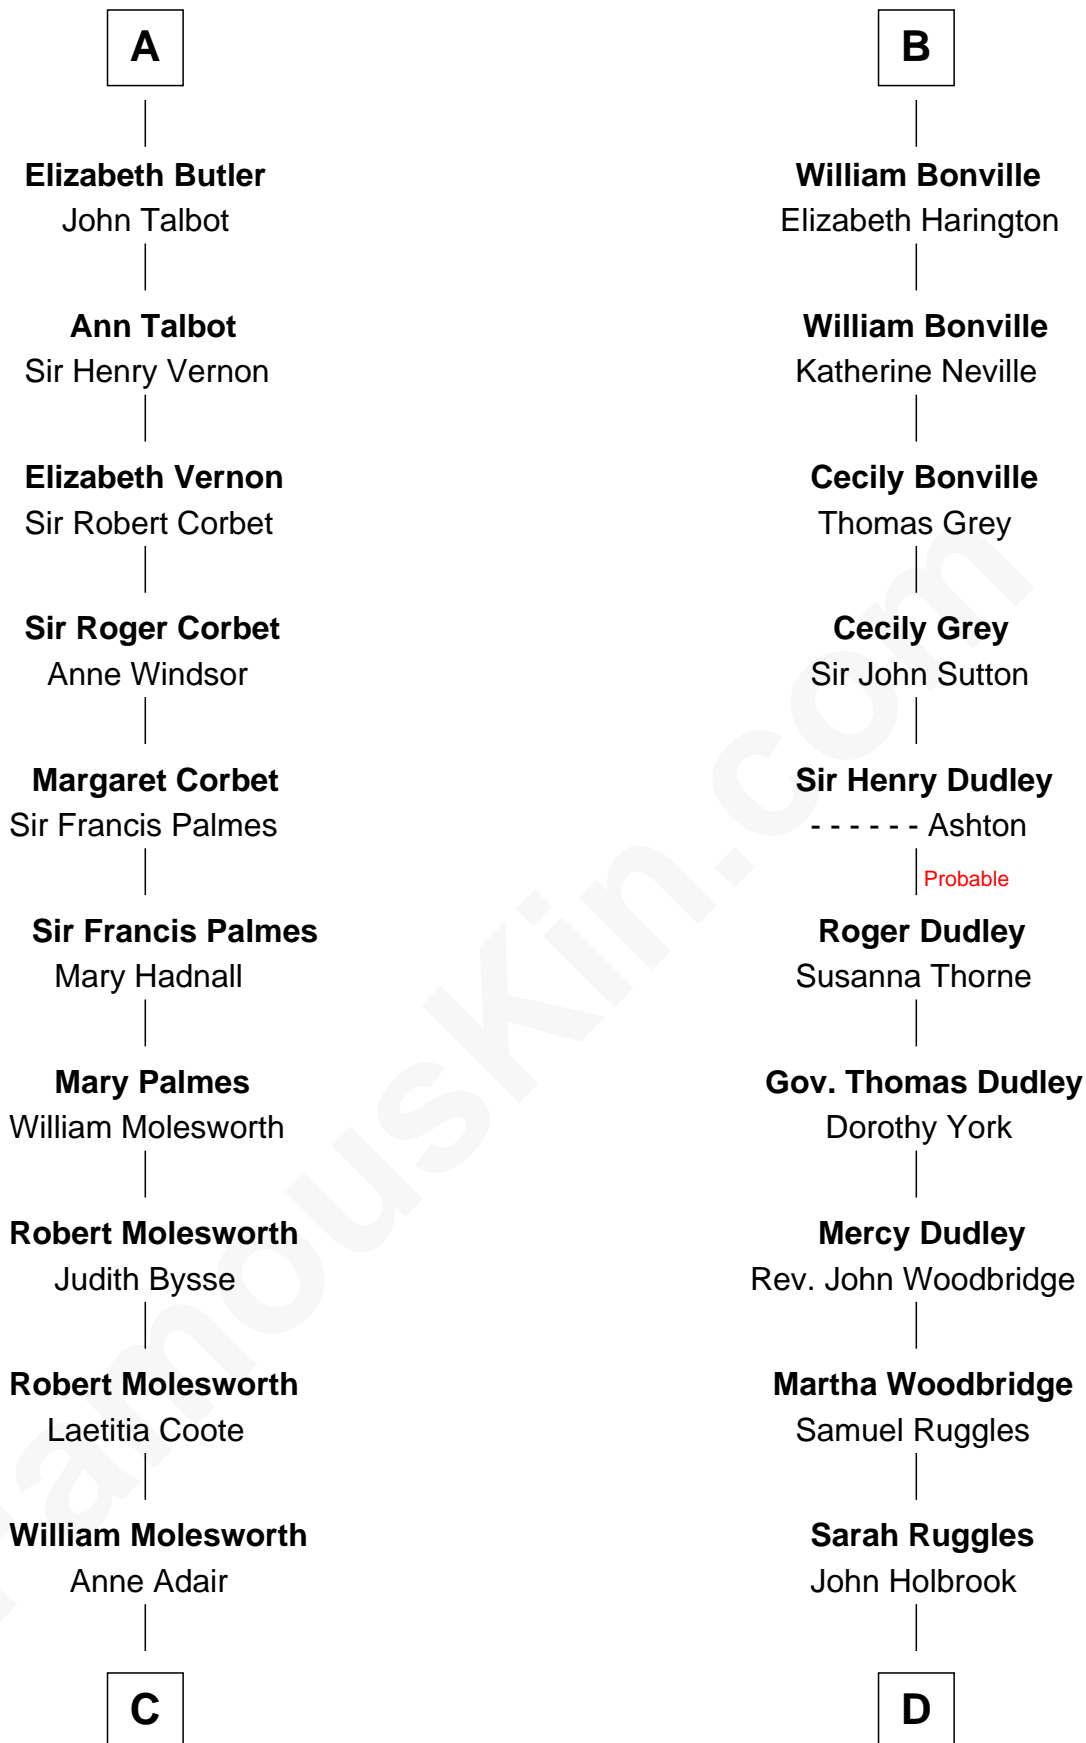 A
Elizabeth Butler
John Talbot
Ann Talbot
Sir Henry Vernon
Elizabeth Vernon
Sir Robert Corbet
Sir Roger Corbet
Anne Windsor
Margaret Corbet
Sir Francis Palmes
Sir Francis Palmes
Mary Hadnall
Mary Palmes
William Molesworth
Robert Molesworth
Judith Bysse
Robert Molesworth
Laetitia Coote
William Molesworth
Anne Adair
C
B
William Bonville
Elizabeth Harington
William Bonville
Katherine Neville
Cecily Bonville
Thomas Grey
Cecily Grey
Sir John Sutton
Sir Henry Dudley
- - - - - - Ashton
Probable
Roger Dudley
Susanna Thorne
Gov. Thomas Dudley
Dorothy York
Mercy Dudley
Rev. John Woodbridge
Martha Woodbridge
Samuel Ruggles
Sarah Ruggles
John Holbrook
D
FamousKin.com